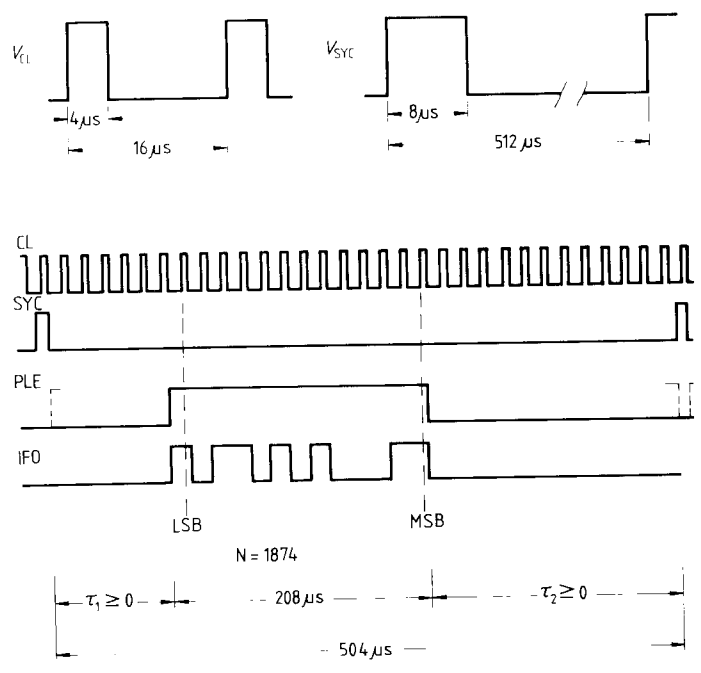 V_CL
V_SYC
4μs
8μs
16μs
512μs
CL
SYC
PLE
IFO
LSB
MSB
N = 1874
τ₁ ≥ 0
208μs
τ₂ ≥ 0
504μs